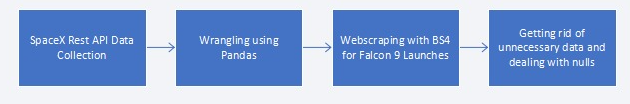 SpaceX Rest API Data
Collection
Wrangling using
Pandas
Webscraping with BS4
for Falcon 9 Launches
Getting rid of
unnecessary data and
dealing with nulls